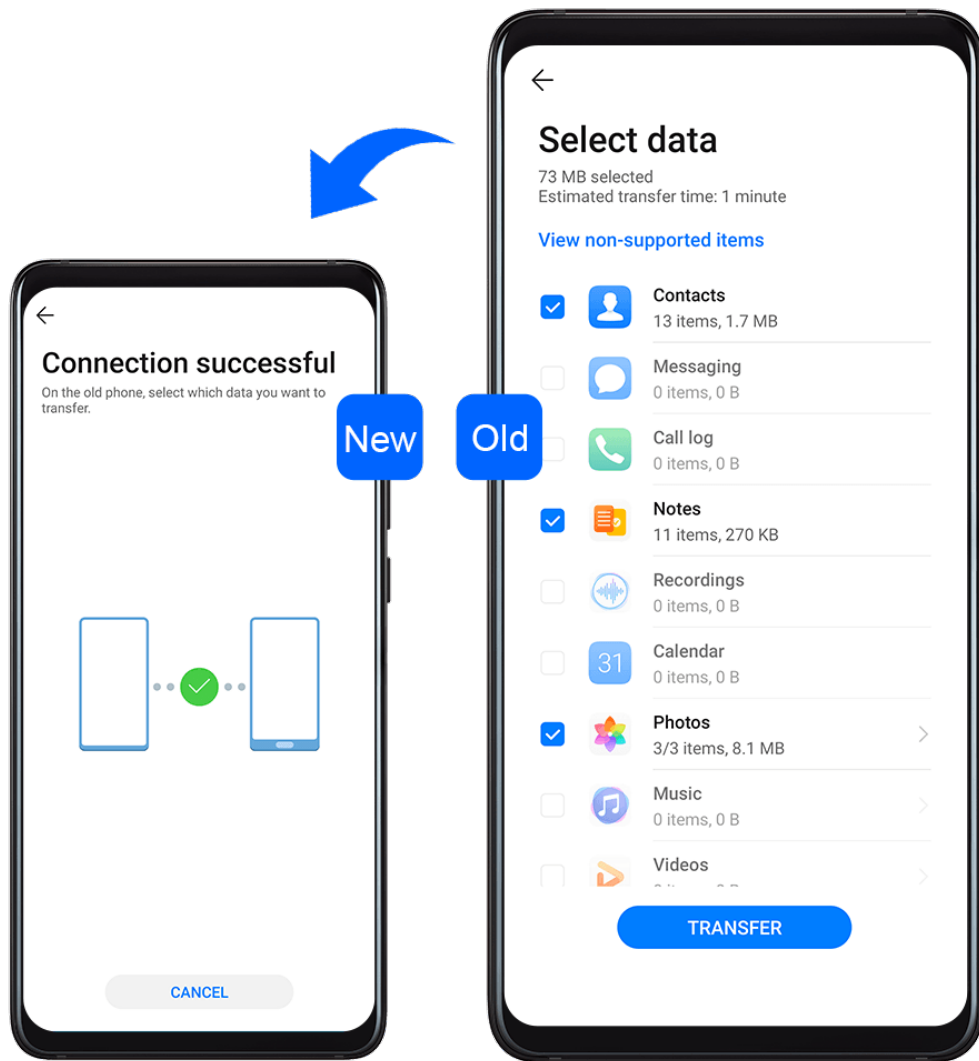 Connection successful
On the old phone, select which data you want to
transfer.
New
CANCEL
Old
Select data
73 MB selected
Estimated transfer time: 1 minute
View non-supported items
Contacts
13 items, 1.7 MB
Messaging
0 items, 0 B
Call log
0 items, 0 B
Notes
11 items, 270 KB
Recordings
0 items, 0 B
31
Calendar
0 items, 0 B
Photos
3/3 items, 8.1 MB
Music
0 items, 0 B
Videos
TRANSFER